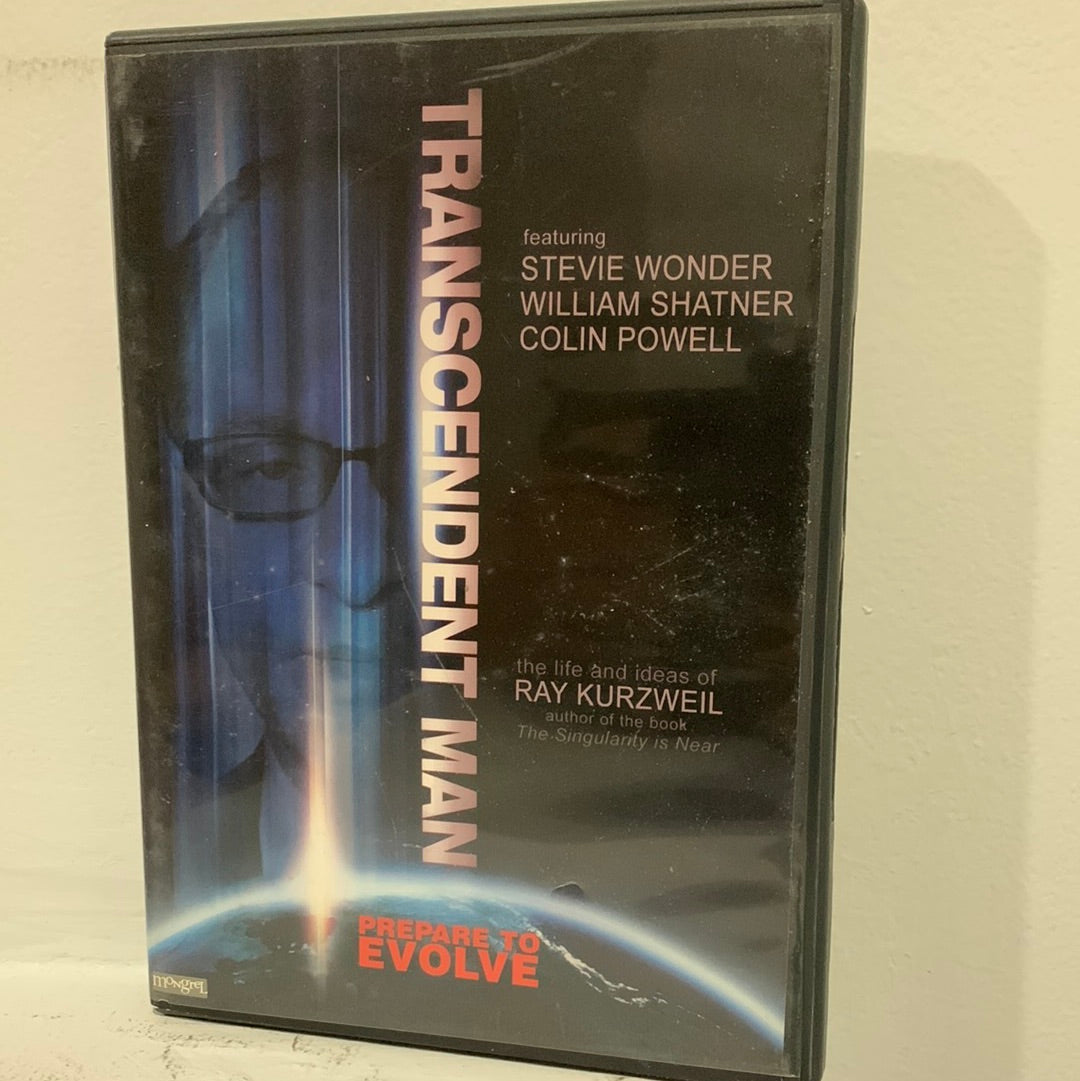 TRANSCENDENT MAN
featuring
STEVIE WONDER
WILLIAM SHATNER
COLIN POWELL
the life and ideas of
RAY KURZWEIL
author of the book
The Singularity is Near
PREPARE TO
EVOLVE
mongrel